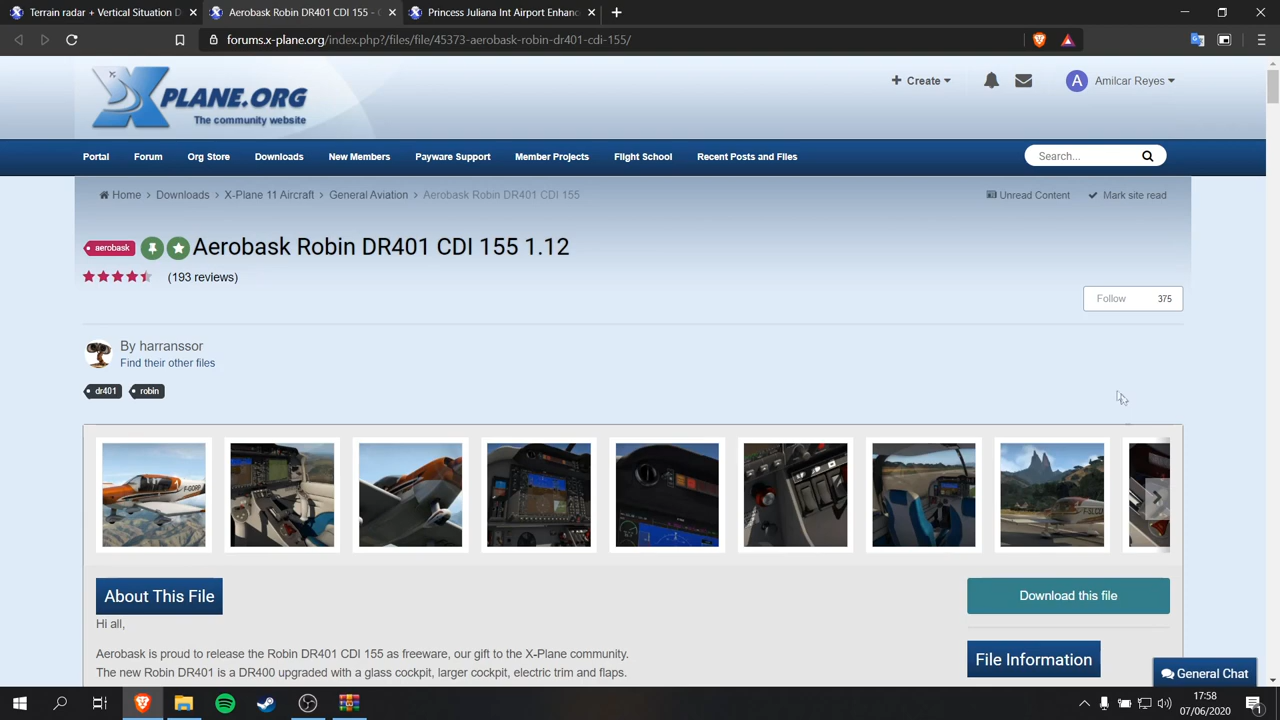 Terrain radar + Vertical Situation D
Aerobask Robin DR401 CDI 155 -
Princess Juliana Int Airport Enhanc
forums.x-plane.org/index.php?/files/file/45373-aerobask-robin-dr401-cdi-155/
X PLANE.ORG
The community website
+ Create
A Amilcar Reyes
Portal Forum Org Store Downloads New Members Payware Support Member Projects Flight School Recent Posts and Files
Search...
Home > Downloads > X-Plane 11 Aircraft > General Aviation > Aerobask Robin DR401 CDI 155
Unread Content ✓ Mark site read
aerobask Aerobask Robin DR401 CDI 155 1.12
(193 reviews)
Follow 375
By harranssor
Find their other files
dr401 robin
About This File
Download this file
Hi all,
Aerobask is proud to release the Robin DR401 CDI 155 as freeware, our gift to the X-Plane community.
The new Robin DR401 is a DR400 upgraded with a glass cockpit, larger cockpit, electric trim and flaps.
File Information
General Chat
17:58
07/06/2020
1